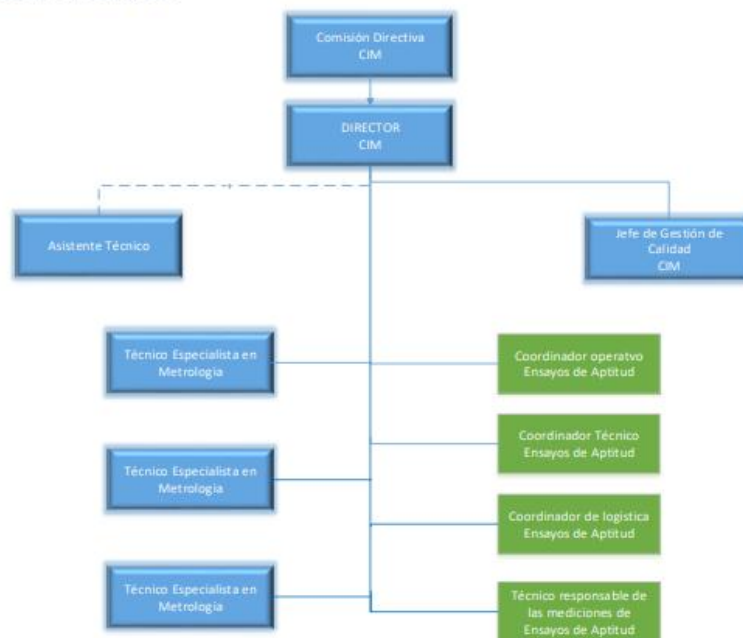 Comisión Directiva
CIM
DIRECTOR
CIM
Asistente Técnico
Jefe de Gestión de
Calidad
CIM
Técnico Especialista en
Metrologia
Coordinador operatvo
Ensayos de Aptitud
Coordinador Técnico
Ensayos de Aptitud
Técnico Especialista en
Metrologia
Coordinador de logistica
Ensayos de Aptitud
Técnico Especialista en
Metrologia
Técnico responsable de
las mediciones de
Ensayos de Aptitud